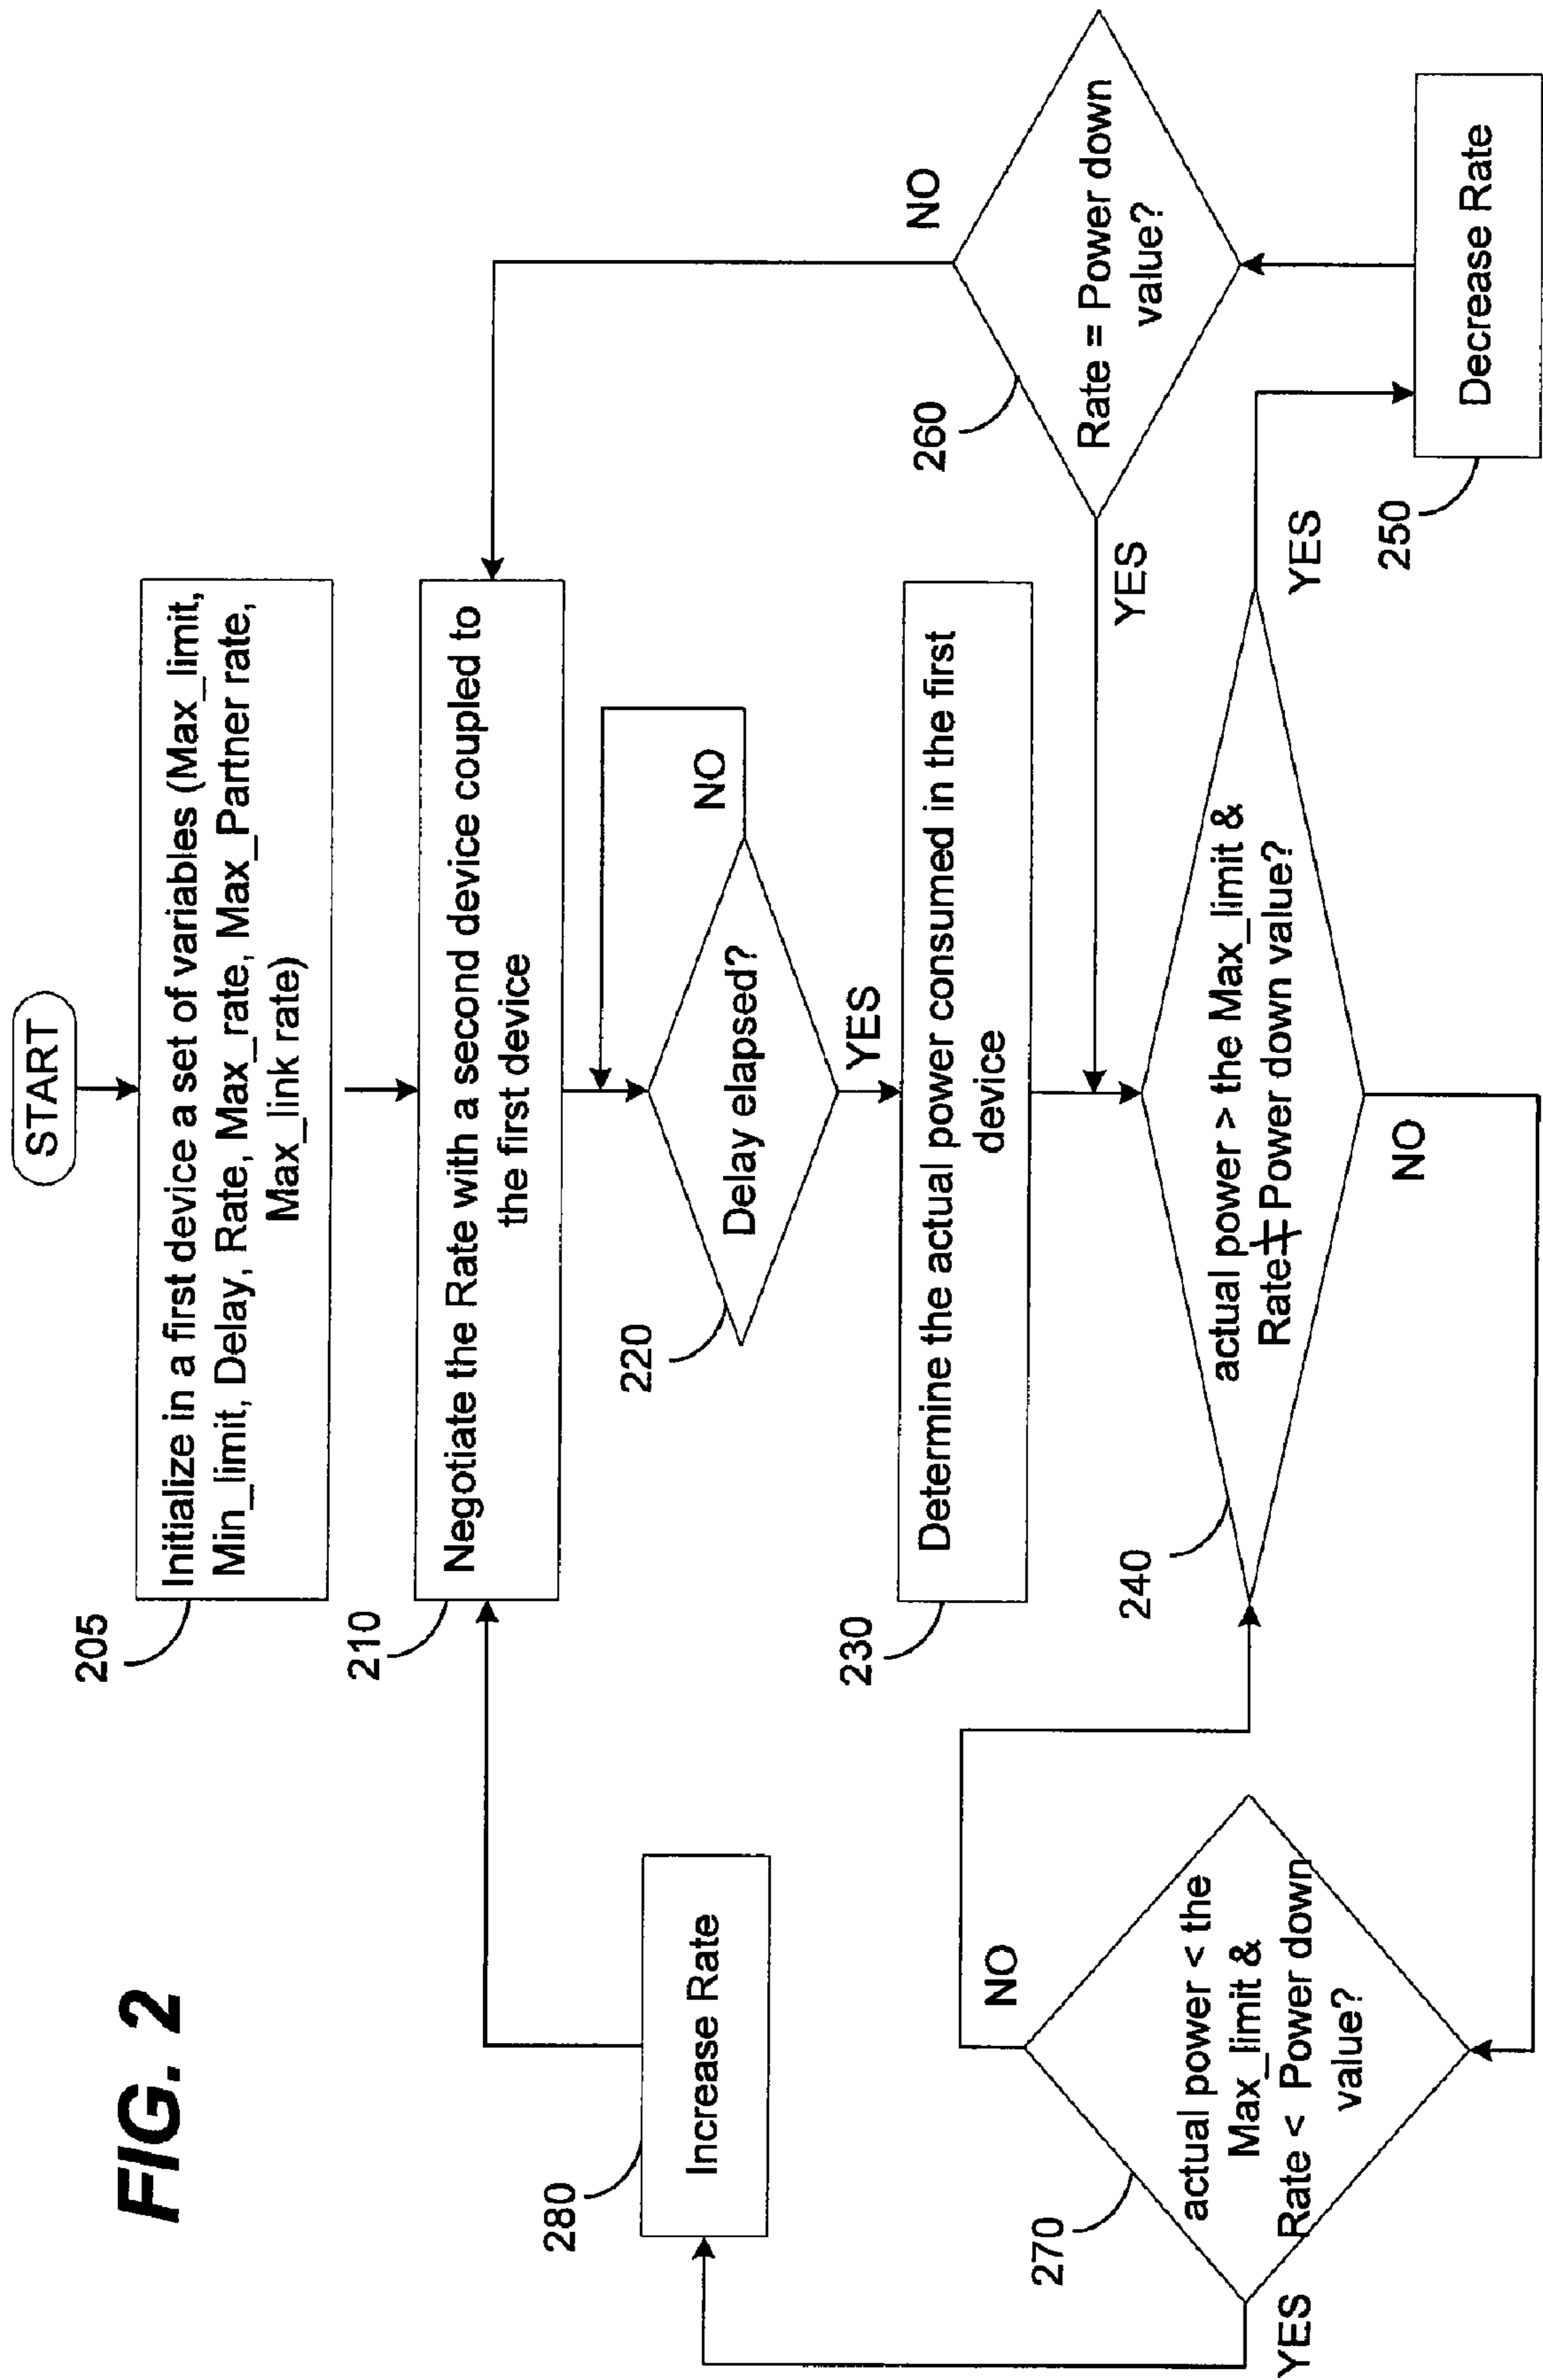 FIG. 2
START
205
Initialize in a first device a set of variables (Max_limit,
Min_limit, Delay, Rate, Max_rate, Max_Partner rate,
Max_link rate)
210
Negotiate the Rate with a second device coupled to
the first device
220
Delay elapsed?
NO
YES
230
Determine the actual power consumed in the first
device
240
actual power > the Max_limit &
Rate ≠ Power down value?
YES
NO
250
Decrease Rate
260
Rate = Power down
value?
NO
YES
270
actual power < the
Max_limit &
Rate < Power down
value?
NO
YES
280
Increase Rate